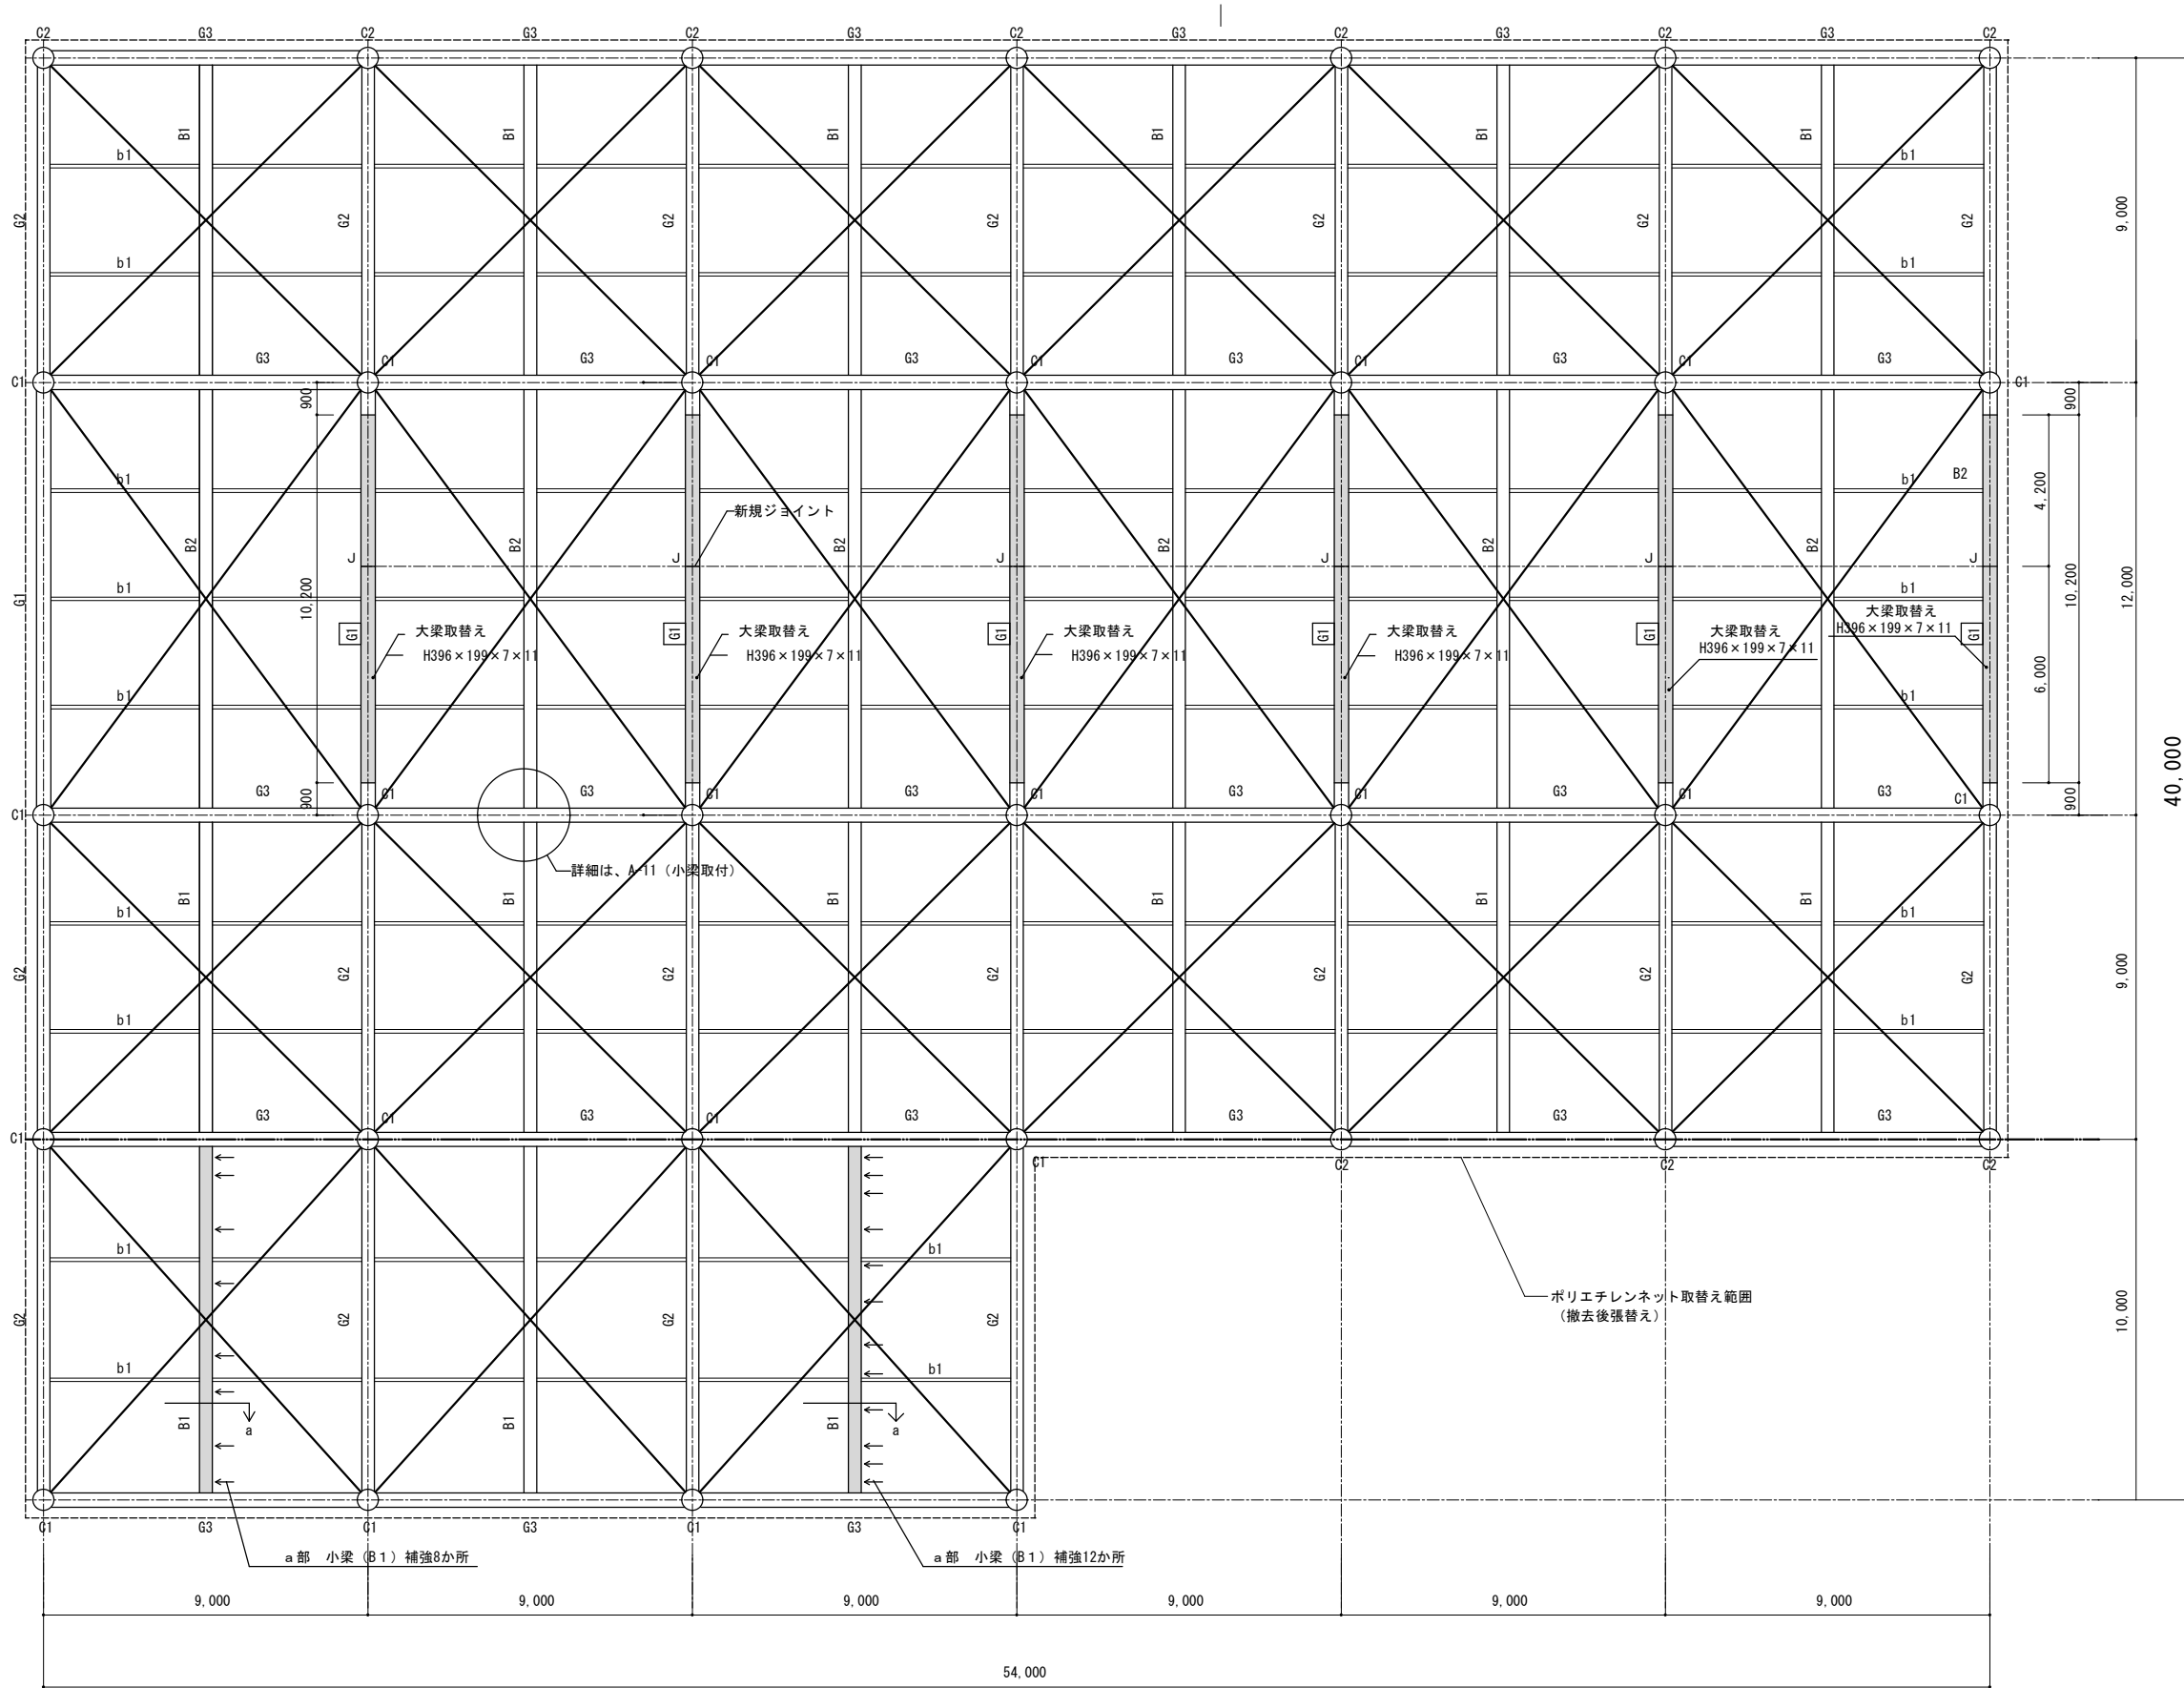 C2 G3 C2 G3 C2 G3 C2 G3 C2 G3 C2 G3 C2
B1 B1 B1 B1 B1 B1
b1 b1
G2 G2 G2 G2 G2 G2 G2 9,000
b1 b1
G3 C1 G3 C1 G3 C1 G3 C1 G3 C1 G3
C1 C1
900 900
b1 b1 B2 4,200
新規ジョイント
B2 B2 B2 B2 B2 B2
J J J J J J
G1 b1 10,200 b1 10,200 12,000
大梁取替え
H396×199×7×11
G1 大梁取替え G1 大梁取替え G1 大梁取替え G1 大梁取替え G1 大梁取替え G1
H396×199×7×11 H396×199×7×11 H396×199×7×11 H396×199×7×11 H396×199×7×11
6,000
b1 b1
40,000
G3 900 C1 G3 C1 G3 C1 G3 C1 G3 C1 G3 C1 900
C1
詳細は、A-11（小梁取付）
B1 B1 B1 B1 B1 B1
b1 b1
G2 G2 G2 G2 G2 G2 G2 9,000
b1 b1
G3 C1 G3 C1 G3 G3 G3 G3
C1
C1 C2 C2 C2
b1 b1
ポリエチレンネット取替え範囲
（撤去後張替え）
G2 G2 G2 G2 10,000
b1 b1
B1 a B1 B1 a
C1 G3 C1 G3 C1 G3 C1
a部 小梁（B1）補強8か所 a部 小梁（B1）補強12か所
9,000 9,000 9,000 9,000 9,000 9,000
54,000